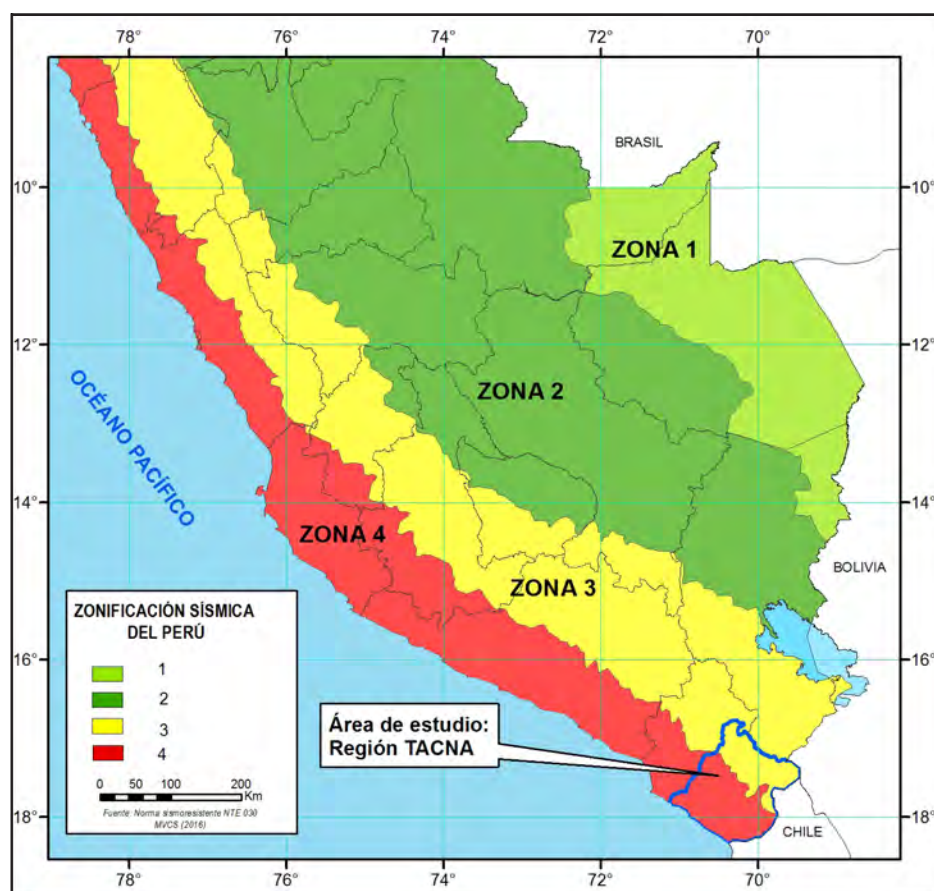 78° 76° 74° 72° 70°
BRASIL
10° 10°
ZONA 1
12° 12°
ZONA 2
OCÉANO PACÍFICO
14° 14°
ZONA 4
BOLIVIA
ZONA 3
ZONIFICACIÓN SÍSMICA
DEL PERÚ
1
2
3
4
0 50 100 200
Km
Fuente: Norma sismoresistente NTE 030
MVCS (2016)
16° 16°
Área de estudio:
Región TACNA
18° 18°
CHILE
78° 76° 74° 72° 70°